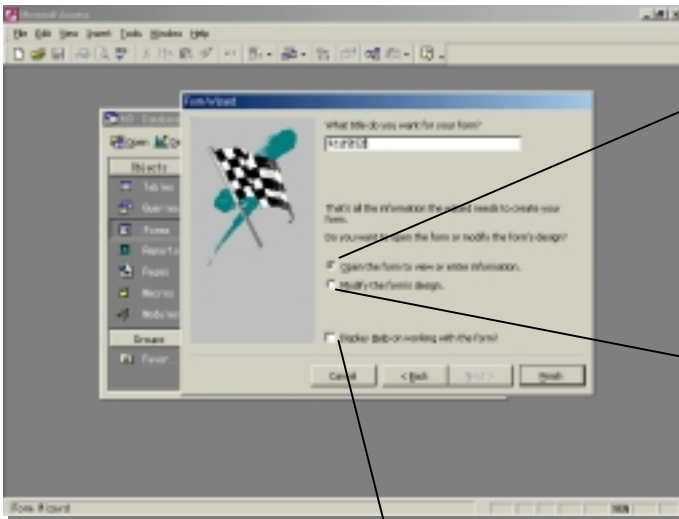 Microsoft Access
File Edit View Insert Tools Window Help
Form Wizard
What title do you want for your form?
Open
Objects
Tables
Queries
Forms
Reports
Pages
Macros
Modules
Groups
Favor...
That's all the information the wizard needs to create your
form.
Do you want to open the form or modify the form's design?
Open the form to view or enter information.
Modify the form's design.
Display Help on working with the form?
Cancel
< Back
Next >
Finish
Form Wizard
NUM